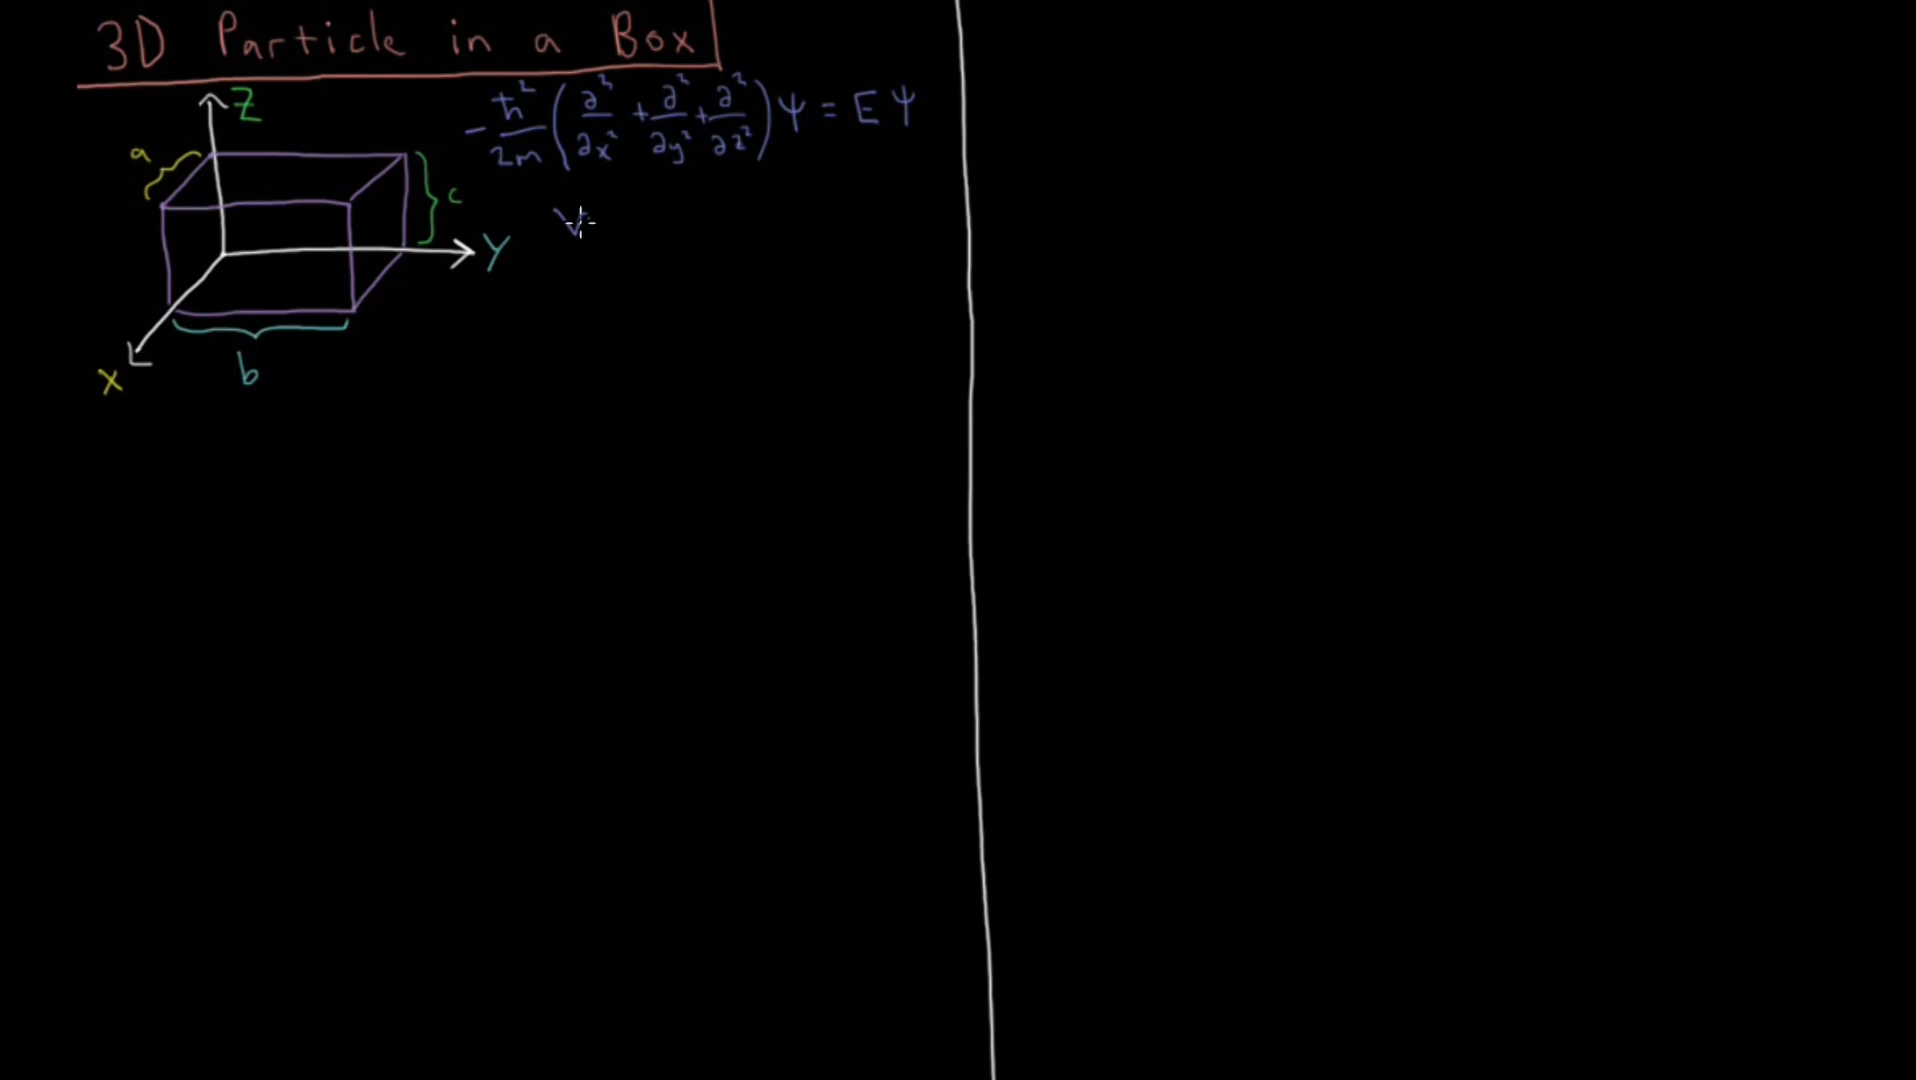 3D Particle in a Box
z
-ħ²/2m (∂²/∂x² + ∂²/∂y² + ∂²/∂z²) Ψ = E Ψ
a
c
V
y
x
b